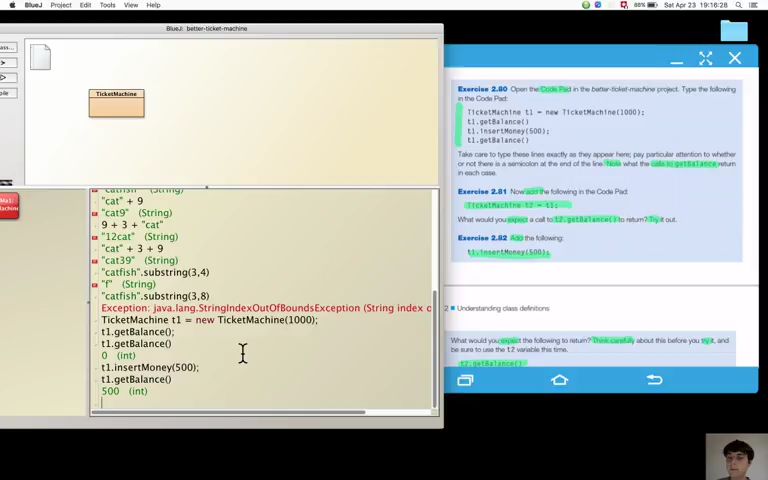 BlueJ Project Edit Tools View Help
88% Sat Apr 23 19:16:28
BlueJ: better-ticket-machine
TicketMachine
"catfish" (String)
"cat" + 9
"cat9" (String)
9 + 3 + "cat"
"12cat" (String)
"cat" + 3 + 9
"cat39" (String)
"catfish".substring(3,4)
"f" (String)
"catfish".substring(3,8)
Exception: java.lang.StringIndexOutOfBoundsException (String index o
TicketMachine t1 = new TicketMachine(1000);
t1.getBalance();
t1.getBalance()
0 (int)
t1.insertMoney(500);
t1.getBalance()
500 (int)
Exercise 2.80 Open the Code Pad in the better-ticket-machine project. Type the following
in the Code Pad:
TicketMachine t1 = new TicketMachine(1000);
t1.getBalance()
t1.insertMoney(500);
t1.getBalance()
Take care to type these lines exactly as they appear here; pay particular attention to whether
or not there is a semicolon at the end of the line. Note what the calls to getBalance return
in each case.
Exercise 2.81 Now add the following in the Code Pad:
TicketMachine t2 = t1;
What would you expect a call to t2.getBalance() to return? Try it out.
Exercise 2.82 Add the following:
t1.insertMoney(500);
2 ■ Understanding class definitions
What would you expect the following to return? Think carefully about this before you try it, and
be sure to use the t2 variable this time.
t2.getBalance()